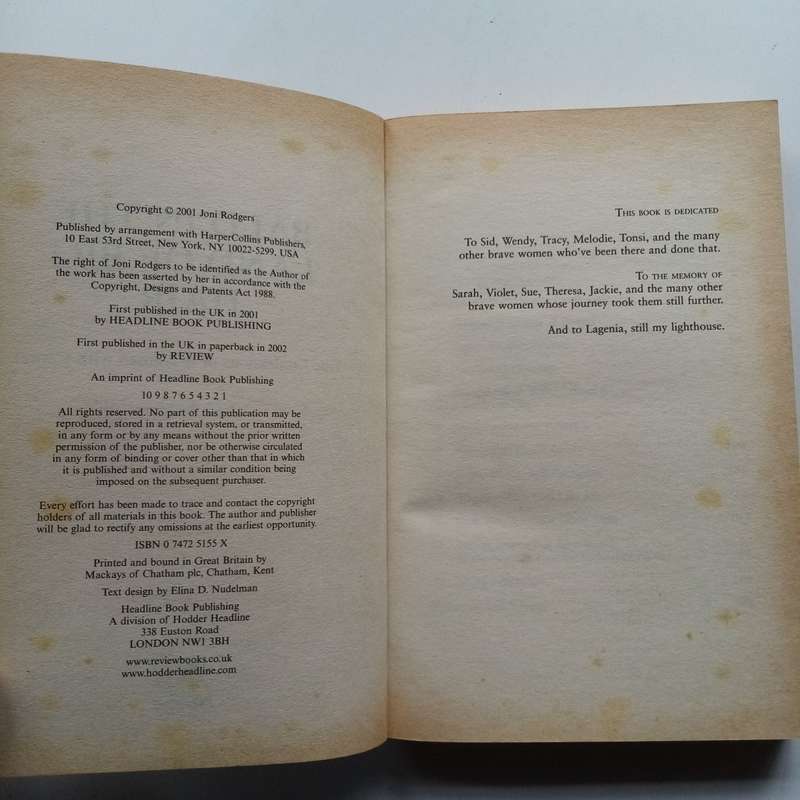 Copyright © 2001 Joni Rodgers
Published by arrangement with HarperCollins Publishers,
10 East 53rd Street, New York, NY 10022-5299, USA
The right of Joni Rodgers to be identified as the Author of
the work has been asserted by her in accordance with the
Copyright, Designs and Patents Act 1988.
First published in the UK in 2001
by HEADLINE BOOK PUBLISHING
First published in the UK in paperback in 2002
by REVIEW
An imprint of Headline Book Publishing
10 9 8 7 6 5 4 3 2 1
All rights reserved. No part of this publication may be
reproduced, stored in a retrieval system, or transmitted,
in any form or by any means without the prior written
permission of the publisher, nor be otherwise circulated
in any form of binding or cover other than that in which
it is published and without a similar condition being
imposed on the subsequent purchaser.
Every effort has been made to trace and contact the copyright
holders of all materials in this book. The author and publisher
will be glad to rectify any omissions at the earliest opportunity.
ISBN 0 7472 5155 X
Printed and bound in Great Britain by
Mackays of Chatham plc, Chatham, Kent
Text design by Elina D. Nudelman
Headline Book Publishing
A division of Hodder Headline
338 Euston Road
LONDON NW1 3BH
www.reviewbooks.co.uk
www.hodderheadline.com
THIS BOOK IS DEDICATED
To Sid, Wendy, Tracy, Melodie, Tonsi, and the many
other brave women who've been there and done that.
TO THE MEMORY OF
Sarah, Violet, Sue, Theresa, Jackie, and the many other
brave women whose journey took them still further.
And to Lagenia, still my lighthouse.